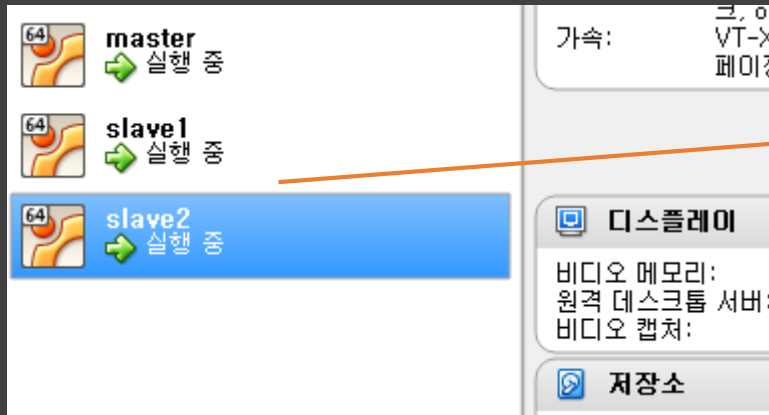 64
master
실행 중
64
slave1
실행 중
64
slave2
실행 중
가속:
디스플레이
비디오 메모리:
원격 데스크톱 서버:
비디오 캡처:
저장소